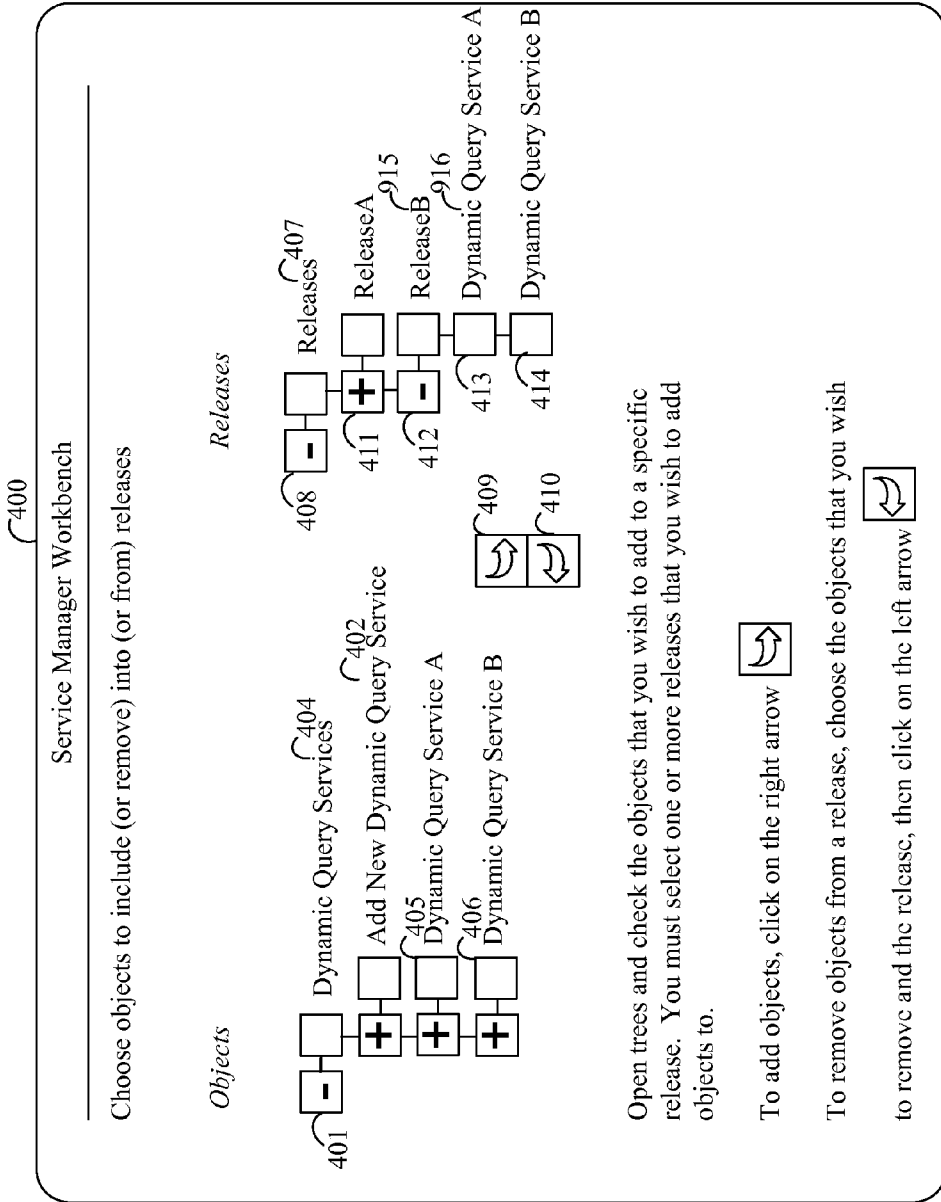 400
Service Manager Workbench
Choose objects to include (or remove) into (or from) releases
Objects
401
-
Dynamic Query Services
404
+
Add New Dynamic Query Service
402
+
405
Dynamic Query Service A
+
406
Dynamic Query Service B
409
410
Releases
408
-
Releases
407
411
+
ReleaseA
412
-
ReleaseB
915
413
Dynamic Query Service A
916
414
Dynamic Query Service B
Open trees and check the objects that you wish to add to a specific
release. You must select one or more releases that you wish to add
objects to.
To add objects, click on the right arrow
To remove objects from a release, choose the objects that you wish
to remove and the release, then click on the left arrow